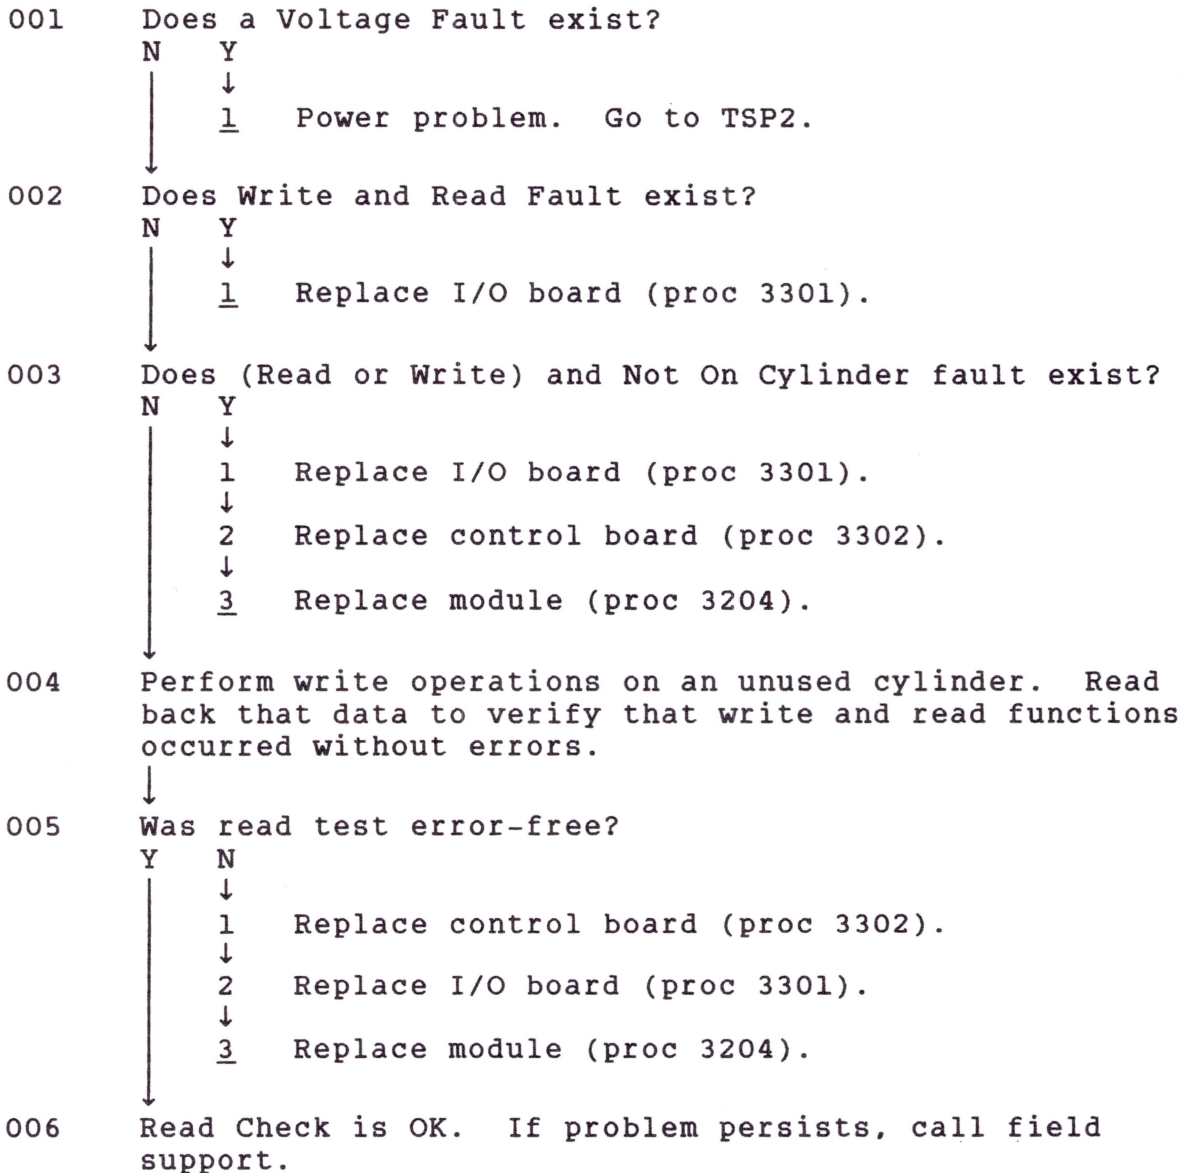 001 Does a Voltage Fault exist?
N Y
↓
1 Power problem. Go to TSP2.
002 Does Write and Read Fault exist?
N Y
↓
1 Replace I/O board (proc 3301).
003 Does (Read or Write) and Not On Cylinder fault exist?
N Y
↓
1 Replace I/O board (proc 3301).
↓
2 Replace control board (proc 3302).
↓
3 Replace module (proc 3204).
004 Perform write operations on an unused cylinder. Read
back that data to verify that write and read functions
occurred without errors.
↓
005 Was read test error-free?
Y N
↓
1 Replace control board (proc 3302).
↓
2 Replace I/O board (proc 3301).
↓
3 Replace module (proc 3204).
006 Read Check is OK. If problem persists, call field
support.